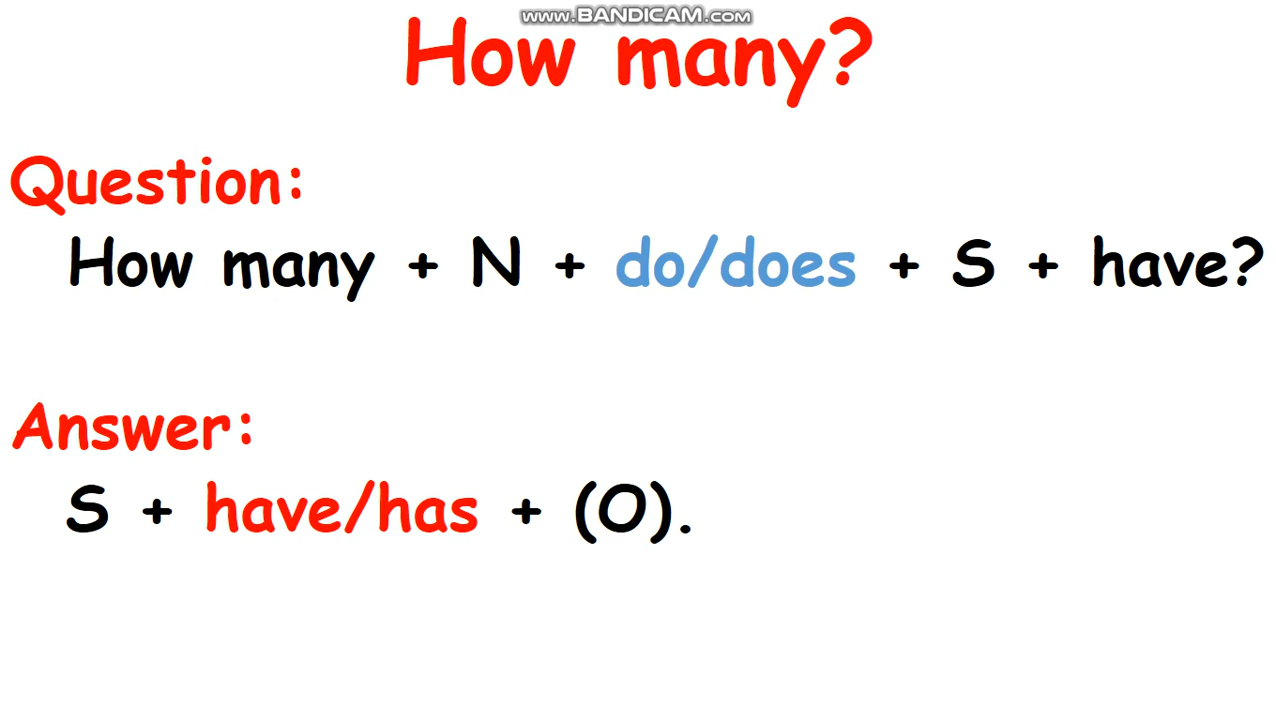 www.BANDICAM.com
How many?
Question:
How many + N + do/does + S + have?
Answer:
S + have/has + (O).